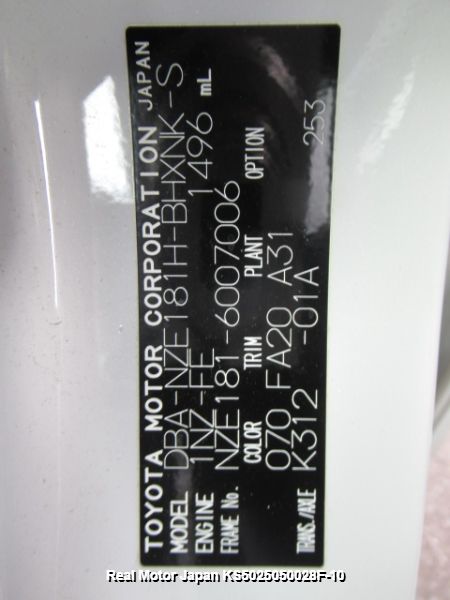 TOYOTA MOTOR CORPORATION JAPAN
MODEL DBA-NZE181H-BHXNK-S
ENGINE 1NZ-FE 1496 mL
FRAME No. NZE181-6007006
COLOR TRIM PLANT OPTION
070 FA20 A31 253
TRANS./AXLE K312 -01A
Real Motor Japan KS5025050028F-10